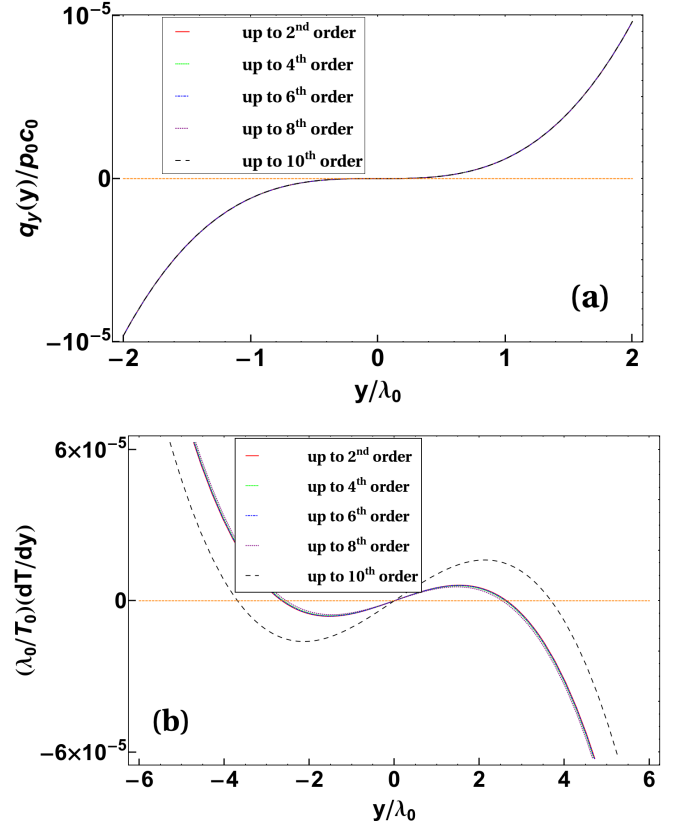 10⁻⁵
up to 2ⁿᵈ order
up to 4ᵗʰ order
up to 6ᵗʰ order
up to 8ᵗʰ order
up to 10ᵗʰ order
0
q_y(y)/p₀c₀
(a)
−10⁻⁵
−2 −1 0 1 2
y/λ₀
6×10⁻⁵
up to 2ⁿᵈ order
up to 4ᵗʰ order
up to 6ᵗʰ order
up to 8ᵗʰ order
up to 10ᵗʰ order
0
(λ₀/T₀)(dT/dy)
(b)
−6×10⁻⁵
−6 −4 −2 0 2 4 6
y/λ₀